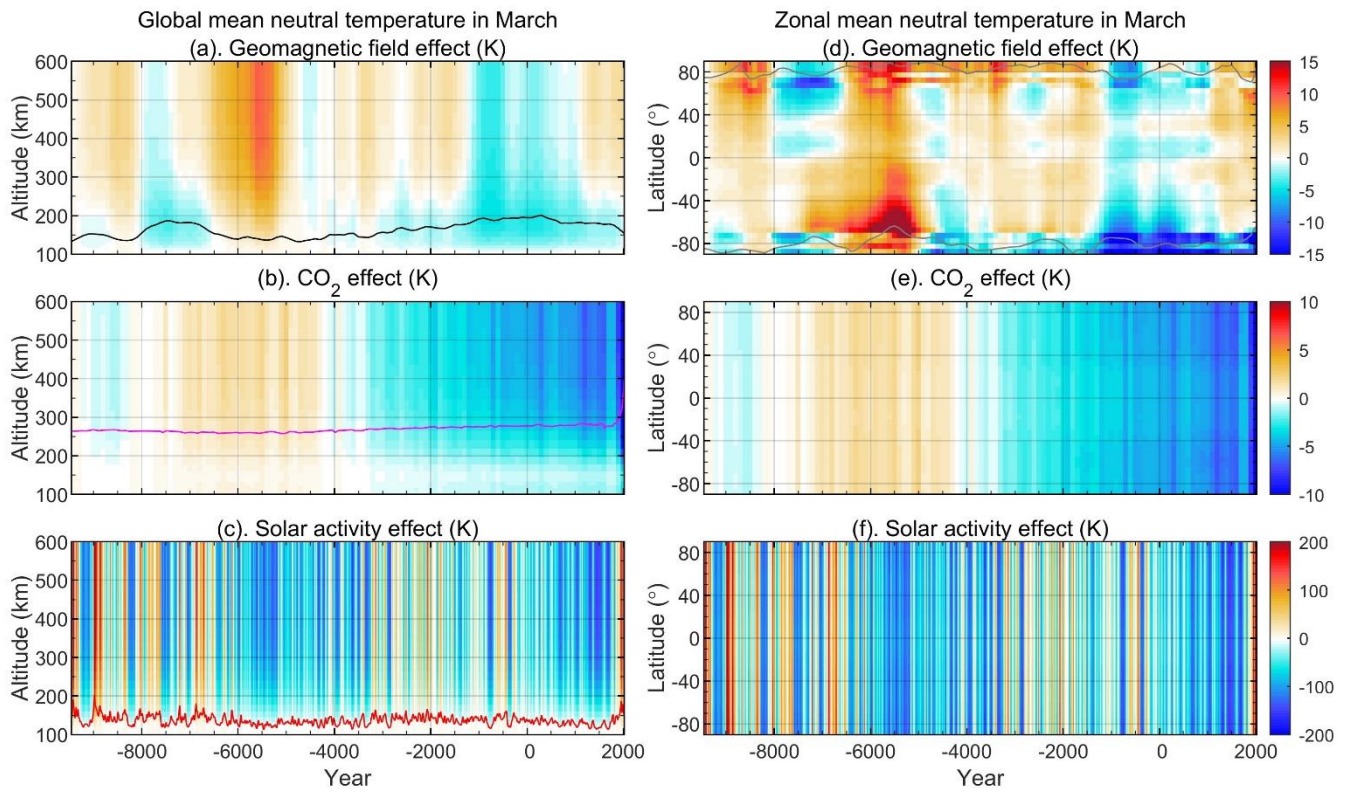 Global mean neutral temperature in March
(a). Geomagnetic field effect (K)
600
500
400
300
200
100
Altitude (km)
(b). CO2 effect (K)
600
500
400
300
200
100
Altitude (km)
(c). Solar activity effect (K)
600
500
400
300
200
100
Altitude (km)
-8000 -6000 -4000 -2000 0 2000
Year
Zonal mean neutral temperature in March
(d). Geomagnetic field effect (K)
80
40
0
-40
-80
Latitude (°)
15
10
5
0
-5
-10
-15
(e). CO2 effect (K)
80
40
0
-40
-80
Latitude (°)
10
5
0
-5
-10
(f). Solar activity effect (K)
80
40
0
-40
-80
Latitude (°)
200
100
0
-100
-200
-8000 -6000 -4000 -2000 0 2000
Year